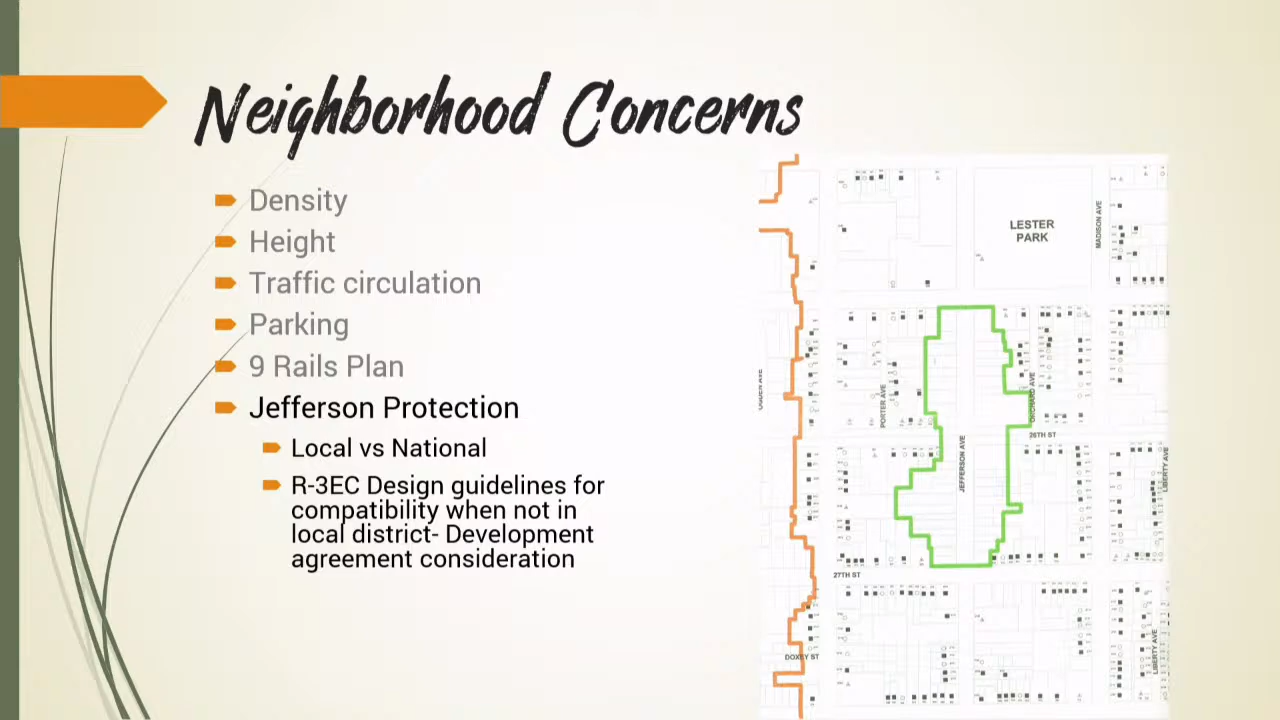 Neighborhood Concerns
Density
Height
Traffic circulation
Parking
9 Rails Plan
Jefferson Protection
Local vs National
R-3EC Design guidelines for
compatibility when not in
local district- Development
agreement consideration
LESTER
PARK
MADISON AVE
PORTER AVE
ORCHARD AVE
26TH ST
JEFFERSON AVE
LIBERTY AVE
27TH ST
DOXEY ST
LIBERTY AVE